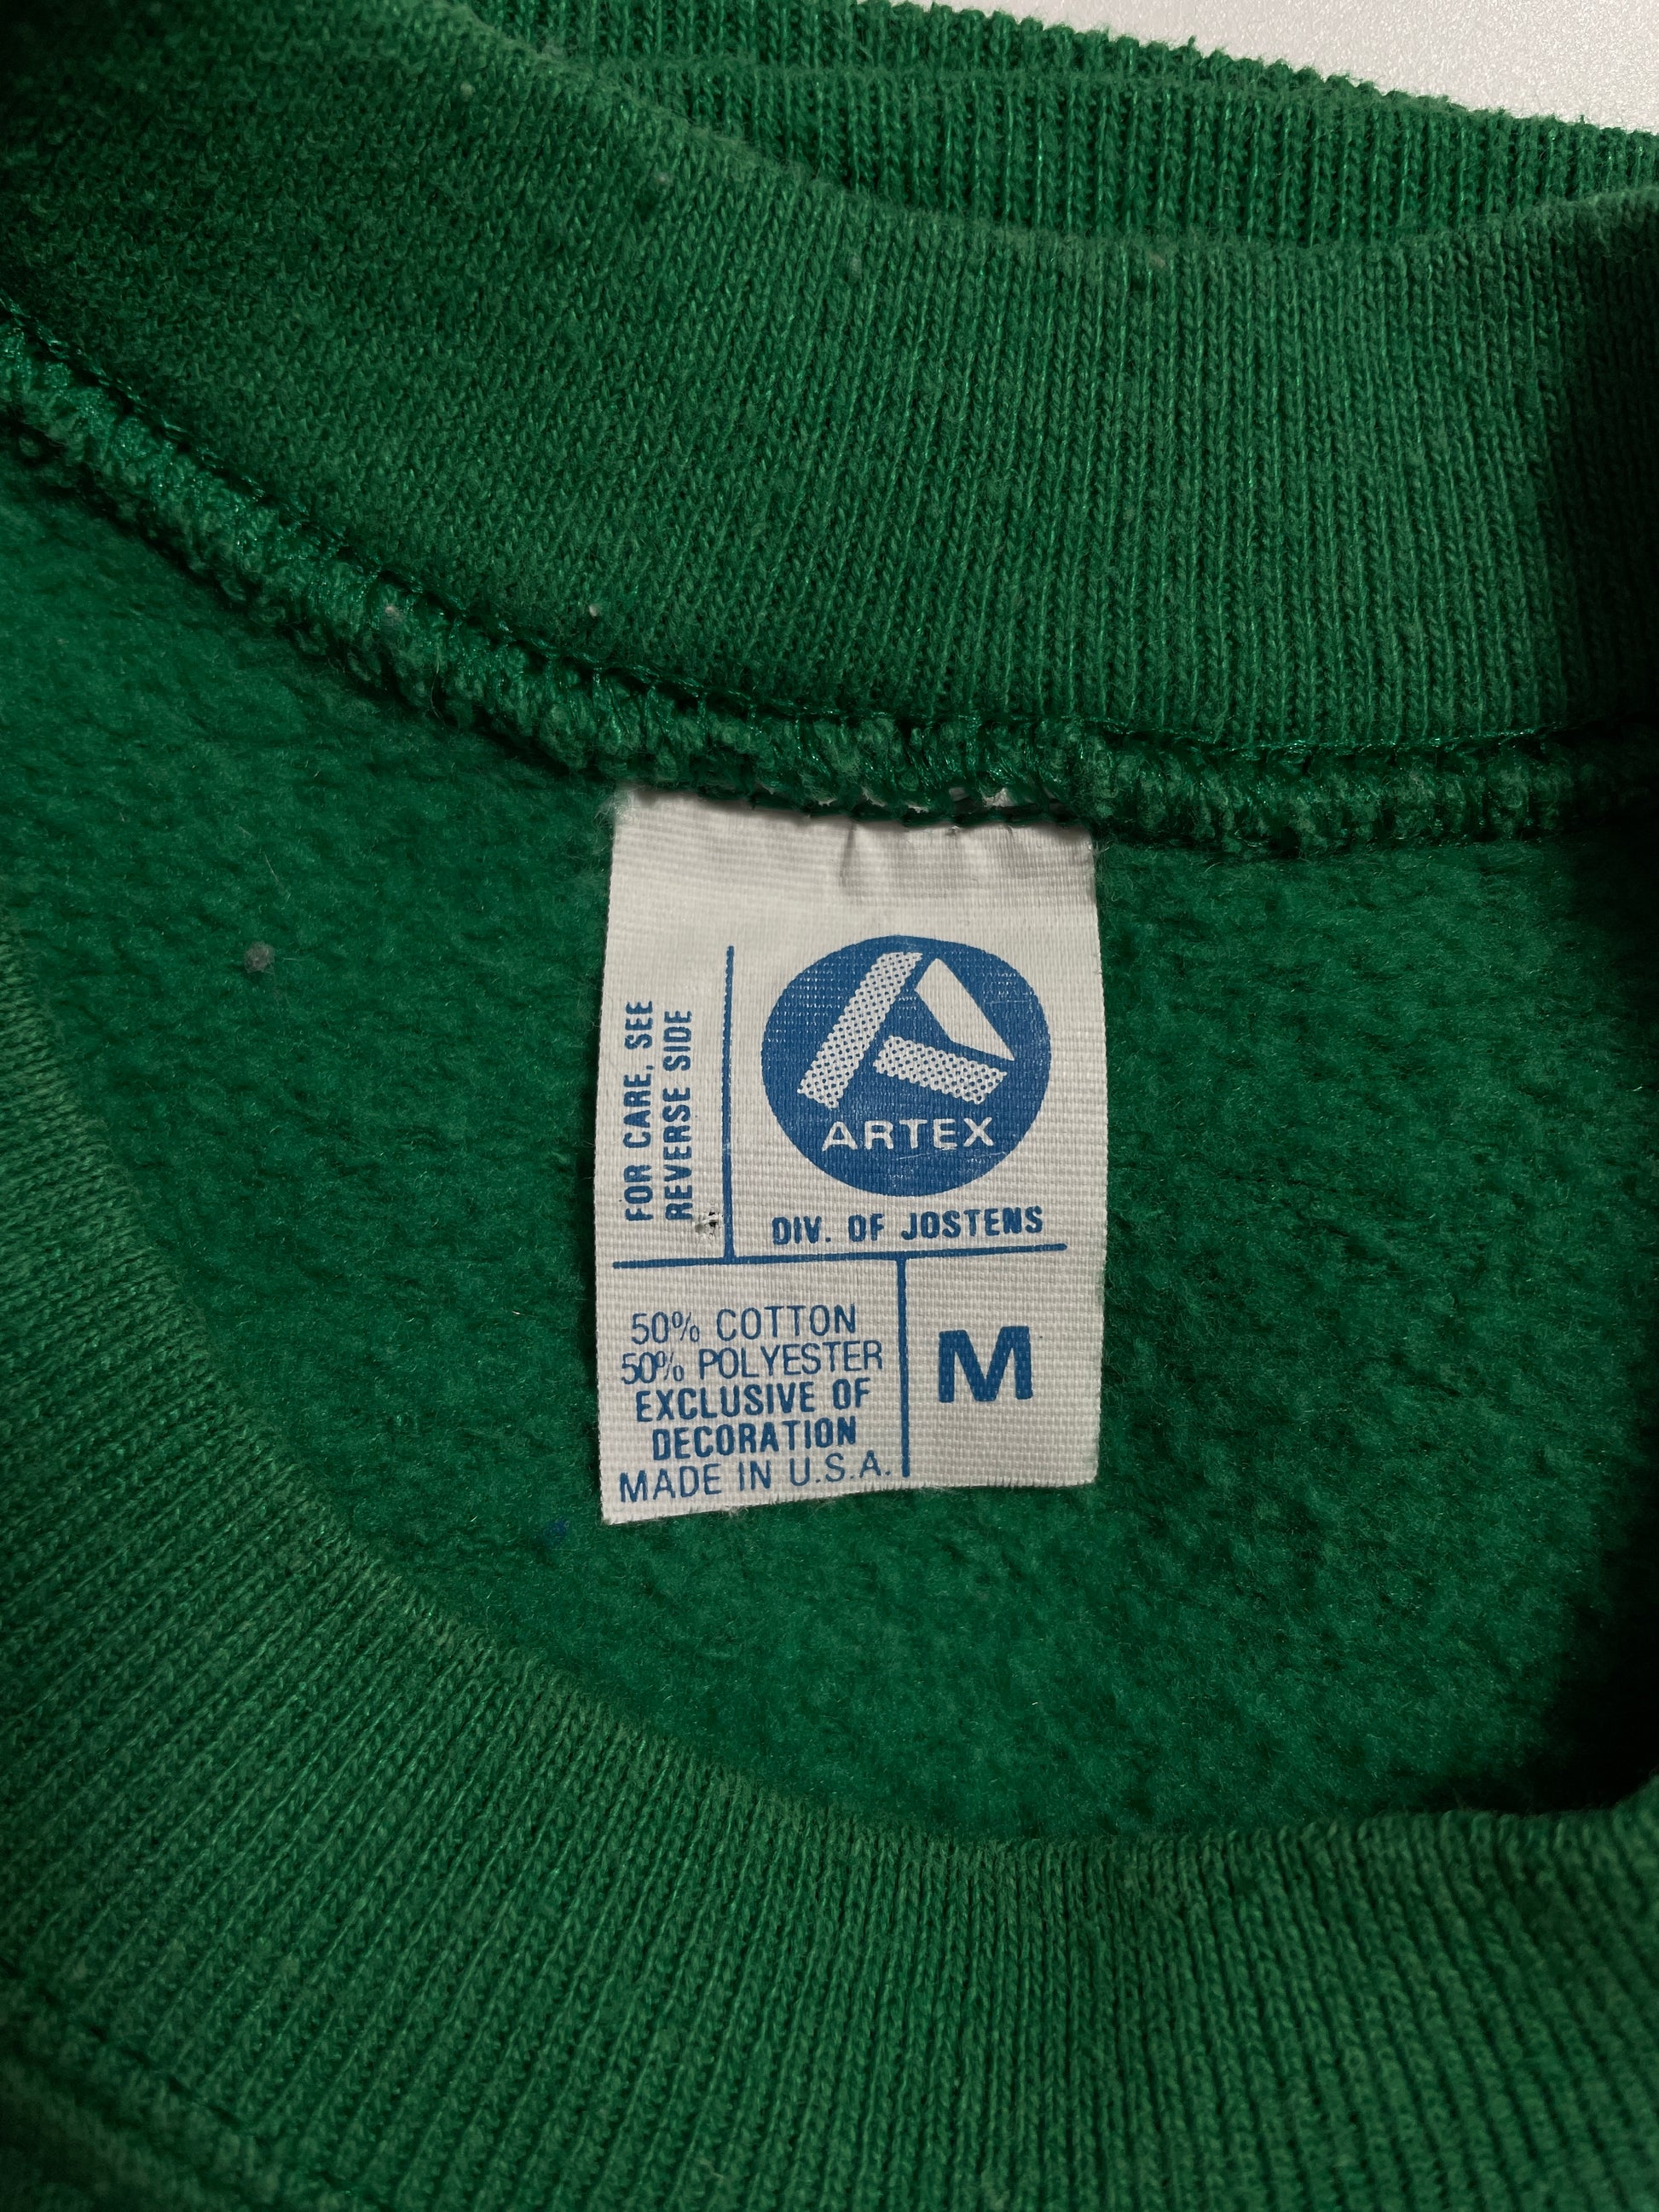 FOR CARE, SEE
REVERSE SIDE
ARTEX
DIV. OF JOSTENS
50% COTTON
50% POLYESTER
EXCLUSIVE OF
DECORATION
MADE IN U.S.A.
M